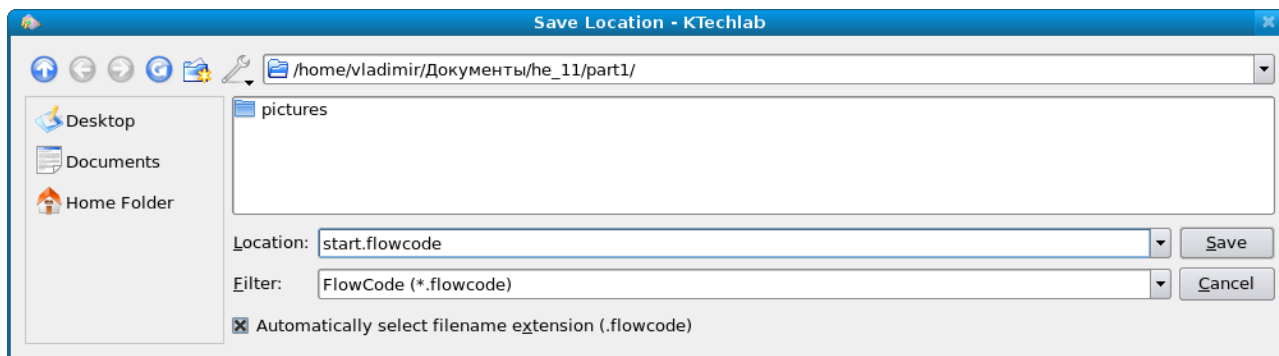 Save Location - KTechlab
/home/vladimir/Документы/he_11/part1/
Desktop
Documents
Home Folder
pictures
Location: start.flowcode Save
Filter: FlowCode (*.flowcode) Cancel
Automatically select filename extension (.flowcode)